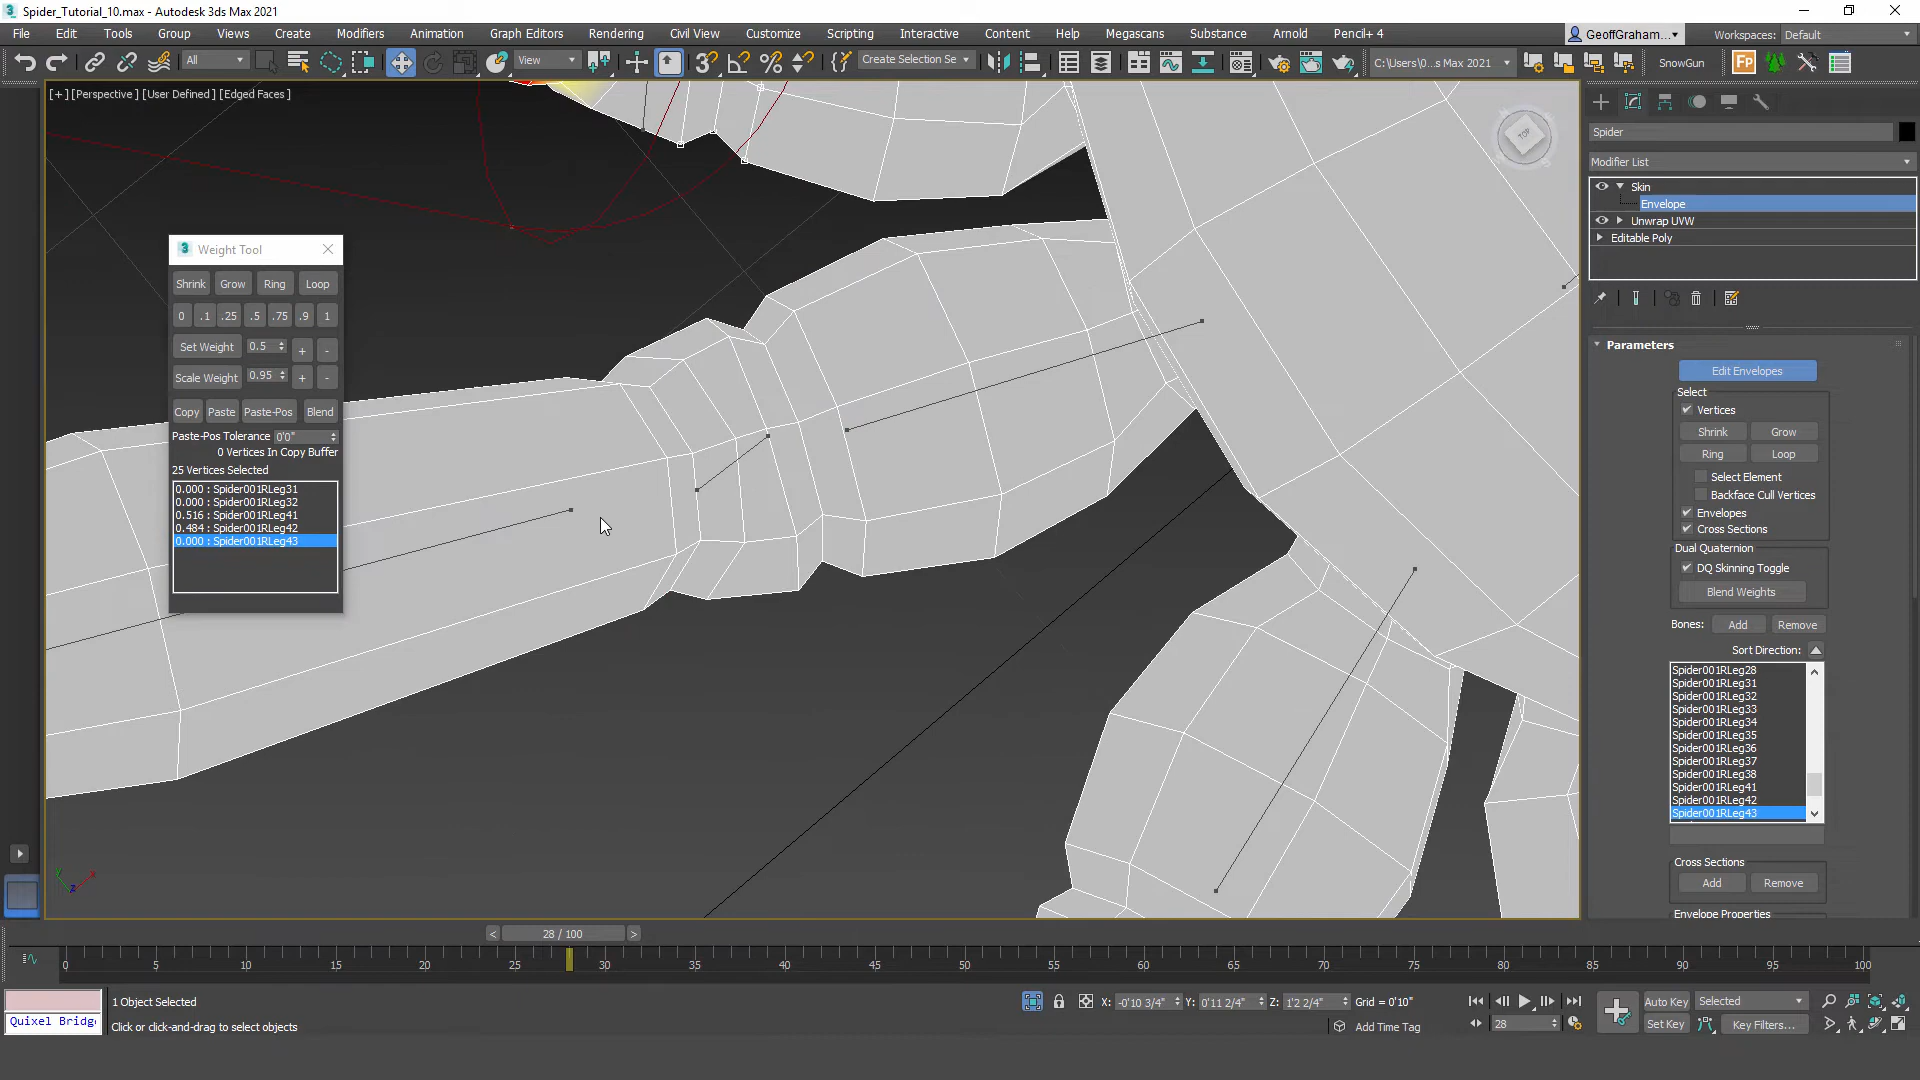 Spider_Tutorial_10.max - Autodesk 3ds Max 2021
File Edit Tools Group Views Create Modifiers Animation Graph Editors Rendering Civil View Customize Scripting Interactive Content Help Megascans Substance Arnold Pencil+ 4 GeoffGraham... Workspaces: Default
All View Create Selection Se C:\Users\0...s Max 2021 SnowGun
[+] [Perspective] [User Defined] [Edged Faces]
TOP
Spider
Modifier List
Skin
Envelope
Unwrap UVW
Editable Poly
Weight Tool
Shrink Grow Ring Loop
0 .1 .25 .5 .75 .9 1
Set Weight 0.5 + -
Scale Weight 0.95 + -
Copy Paste Paste-Pos Blend
Paste-Pos Tolerance 0'0"
0 Vertices In Copy Buffer
25 Vertices Selected
0.000 : Spider001RLeg31
0.000 : Spider001RLeg32
0.516 : Spider001RLeg41
0.484 : Spider001RLeg42
0.000 : Spider001RLeg43
Parameters
Edit Envelopes
Select
Vertices
Shrink Grow
Ring Loop
Select Element
Backface Cull Vertices
Envelopes
Cross Sections
Dual Quaternion
DQ Skinning Toggle
Blend Weights
Bones: Add Remove
Sort Direction:
Spider001RLeg28
Spider001RLeg31
Spider001RLeg32
Spider001RLeg33
Spider001RLeg34
Spider001RLeg35
Spider001RLeg36
Spider001RLeg37
Spider001RLeg38
Spider001RLeg41
Spider001RLeg42
Spider001RLeg43
Cross Sections
Add Remove
Envelope Properties
y x z
< 28 / 100 >
0 5 10 15 20 25 30 35 40 45 50 55 60 65 70 75 80 85 90 95 100
1 Object Selected X: -0'10 3/4" Y: 0'11 2/4" Z: 1'2 2/4" Grid = 0'10" Auto Key Selected
Quixel Bridg Click or click-and-drag to select objects Add Time Tag 28 Set Key Key Filters...